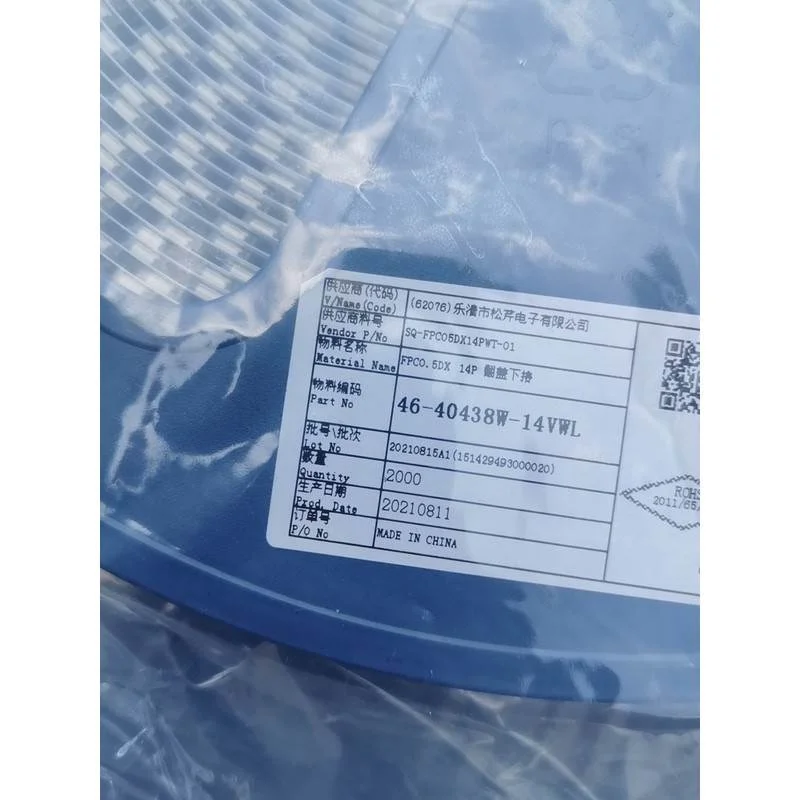 供应商(代码)
V/Name(Code)
(62076)乐清市松芹电子有限公司
供应商料号
Vendor P/No
SQ-FPC05DX14PWT-01
物料名称
Material Name
FPC0.5DX 14P 翻盖下接
物料编码
Part No
46-40438W-14VWL
批号\批次
Lot No
20210815A1(151429493000020)
数量
Quantity
2000
生产日期
Prod. Date
20210811
订单号
P/O No
MADE IN CHINA
ROHS
2011/65/